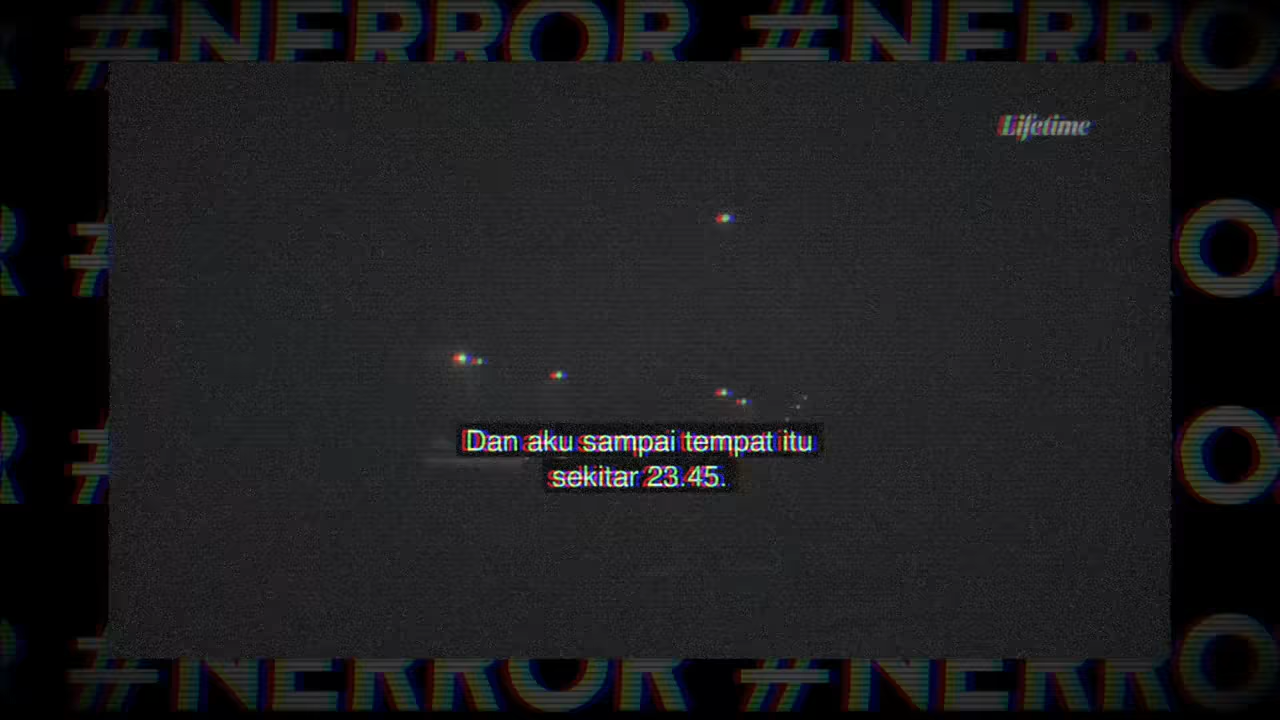 #NERROR #NERRO
Lifetime
O
#
Dan aku sampai tempat itu
sekitar 23.45.
#
O
#NERROR #NERRO